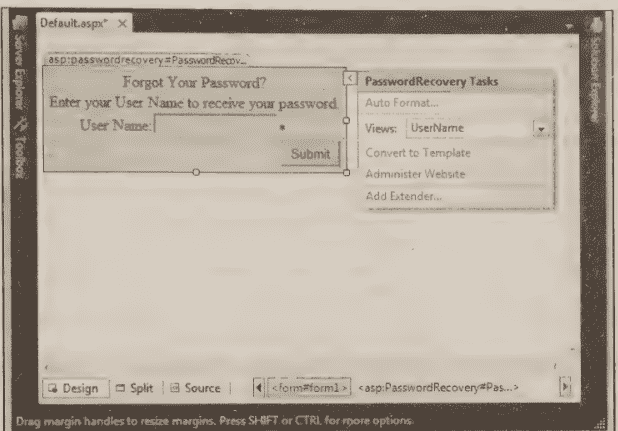 Default.aspx* ×
Server Explorer
Toolbox
Solution Explorer
asp:passwordrecovery#PasswordRecov...
Forgot Your Password?
Enter your User Name to receive your password.
User Name: *
Submit
PasswordRecovery Tasks
Auto Format...
Views: UserName
Convert to Template
Administer Website
Add Extender...
Design Split Source <form#form1> <asp:PasswordRecovery#Pas...>
Drag margin handles to resize margins. Press SHIFT or CTRL for more options.